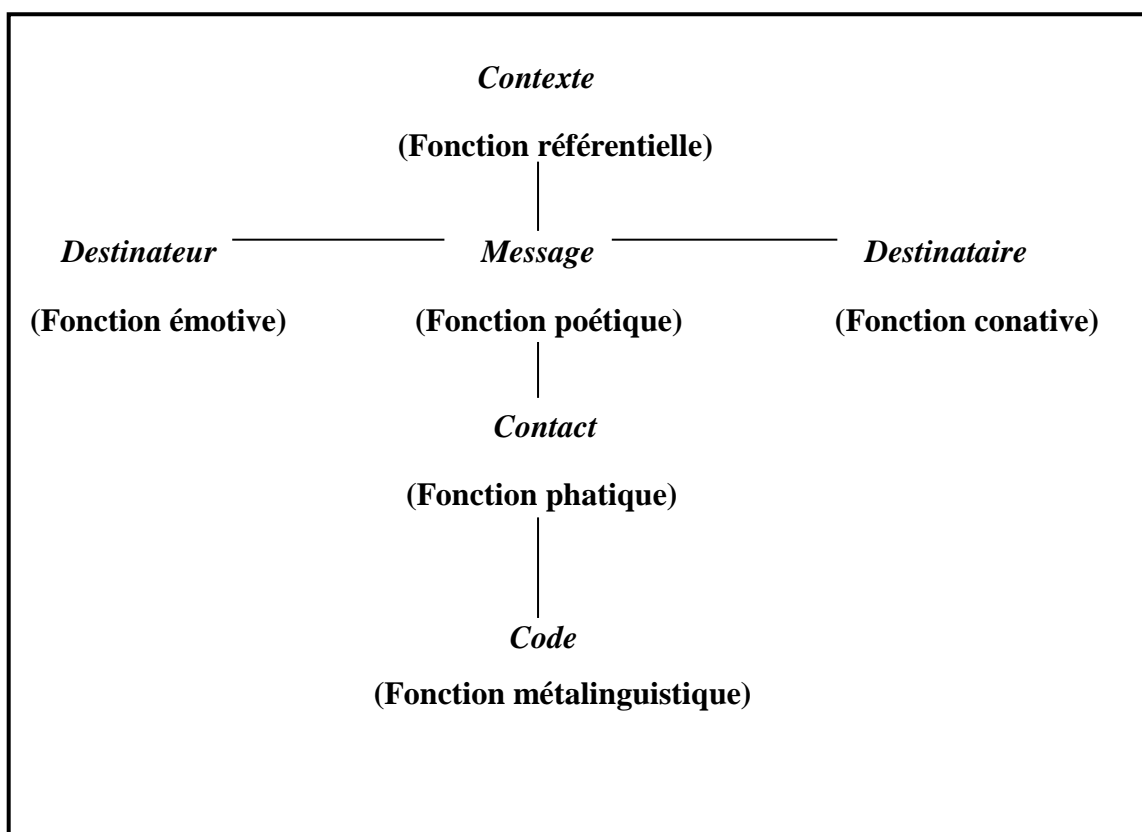 Contexte
(Fonction référentielle)
Destinateur Message Destinataire
(Fonction émotive) (Fonction poétique) (Fonction conative)
Contact
(Fonction phatique)
Code
(Fonction métalinguistique)